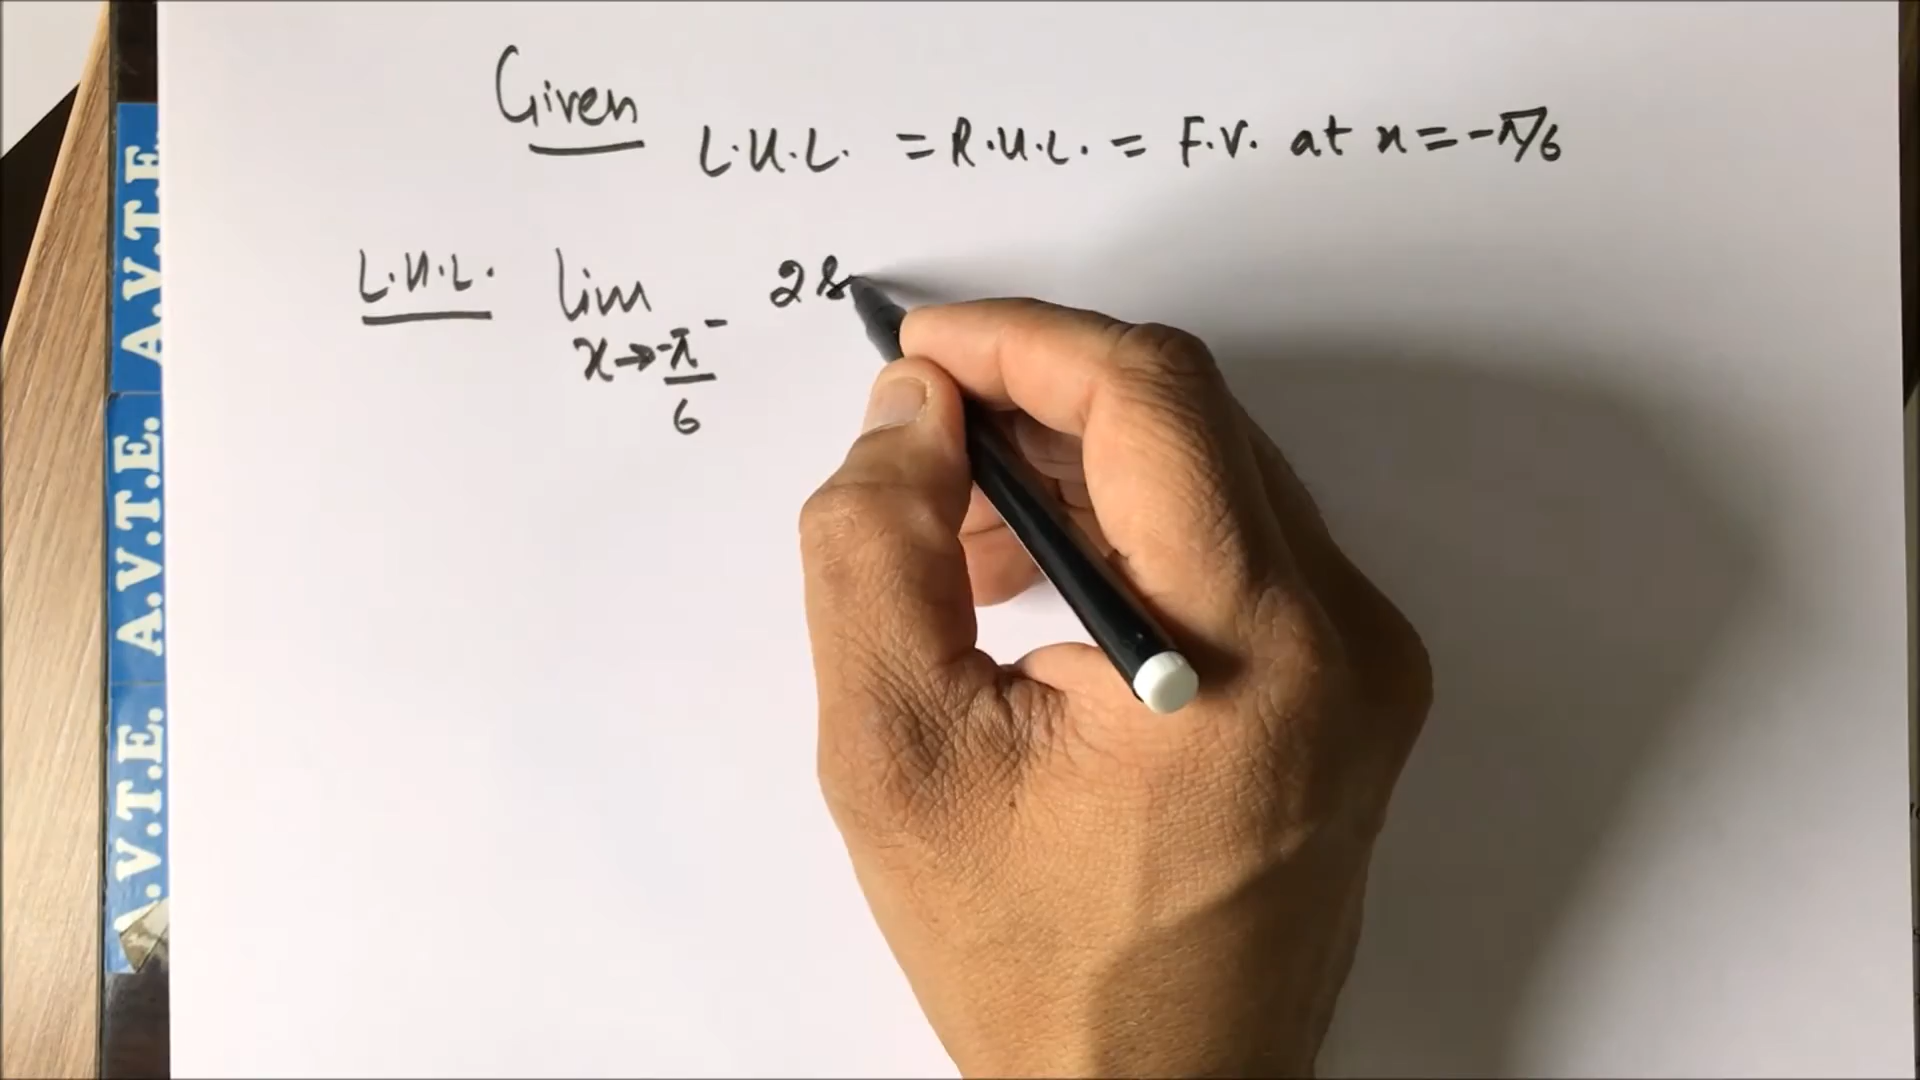 Given
L.H.L. = R.H.L. = F.V. at x = -π/6
L.H.L. lim 2s
x→-π⁻
6
A.V.T.E.
A.V.T.E.
A.V.T.E.